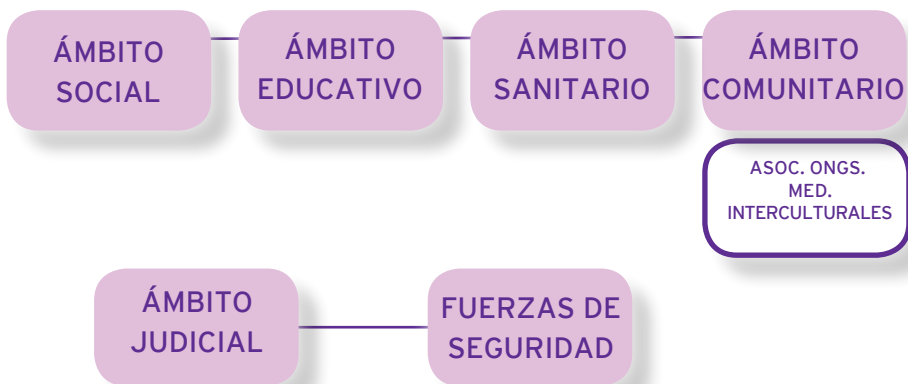 ÁMBITO
SOCIAL
ÁMBITO
EDUCATIVO
ÁMBITO
SANITARIO
ÁMBITO
COMUNITARIO
ASOC. ONGS.
MED.
INTERCULTURALES
ÁMBITO
JUDICIAL
FUERZAS DE
SEGURIDAD